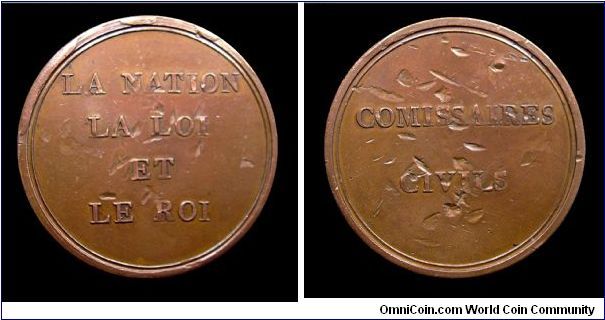 LA NATION
LA LOI
ET
LE ROI
COMISSAIRES
CIVILS
OmniCoin.com World Coin Community